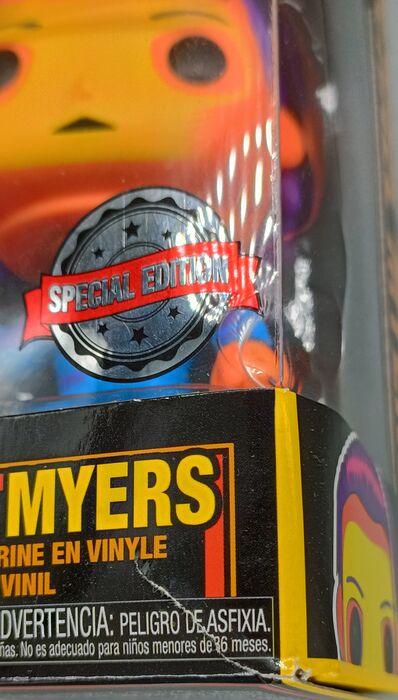 SPECIAL EDITION
MYERS
RINE EN VINYLE
VINIL
DVERTENCIA: PELIGRO DE ASFIXIA.
ñas. No es adecuado para niños menores de 36 meses.